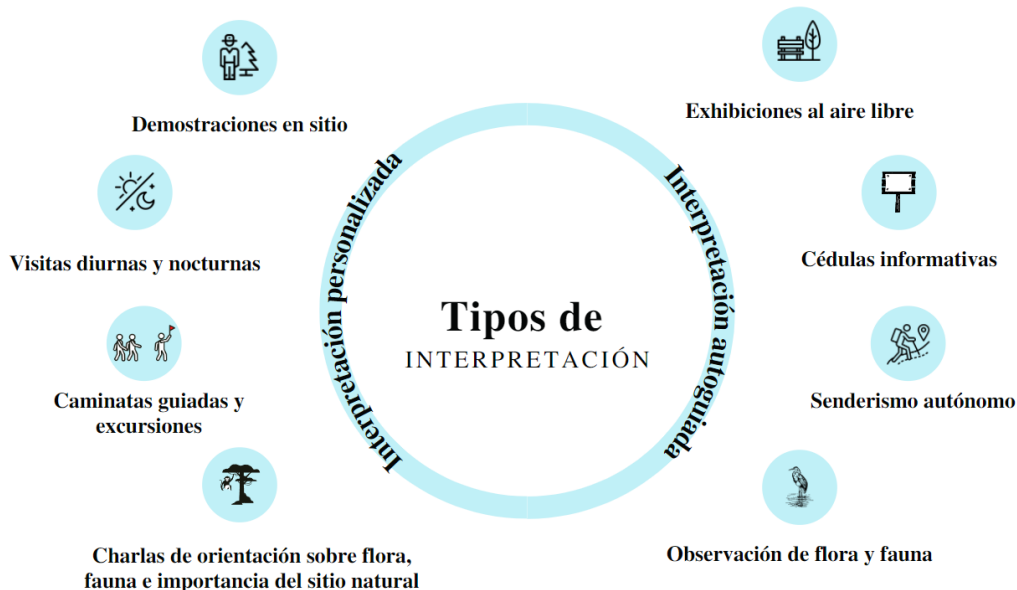 Tipos de
INTERPRETACIÓN
Interpretación personalizada
Demostraciones en sitio
Visitas diurnas y nocturnas
Caminatas guiadas y
excursiones
Charlas de orientación sobre flora,
fauna e importancia del sitio natural
Interpretación autoguiada
Exhibiciones al aire libre
Cédulas informativas
Senderismo autónomo
Observación de flora y fauna